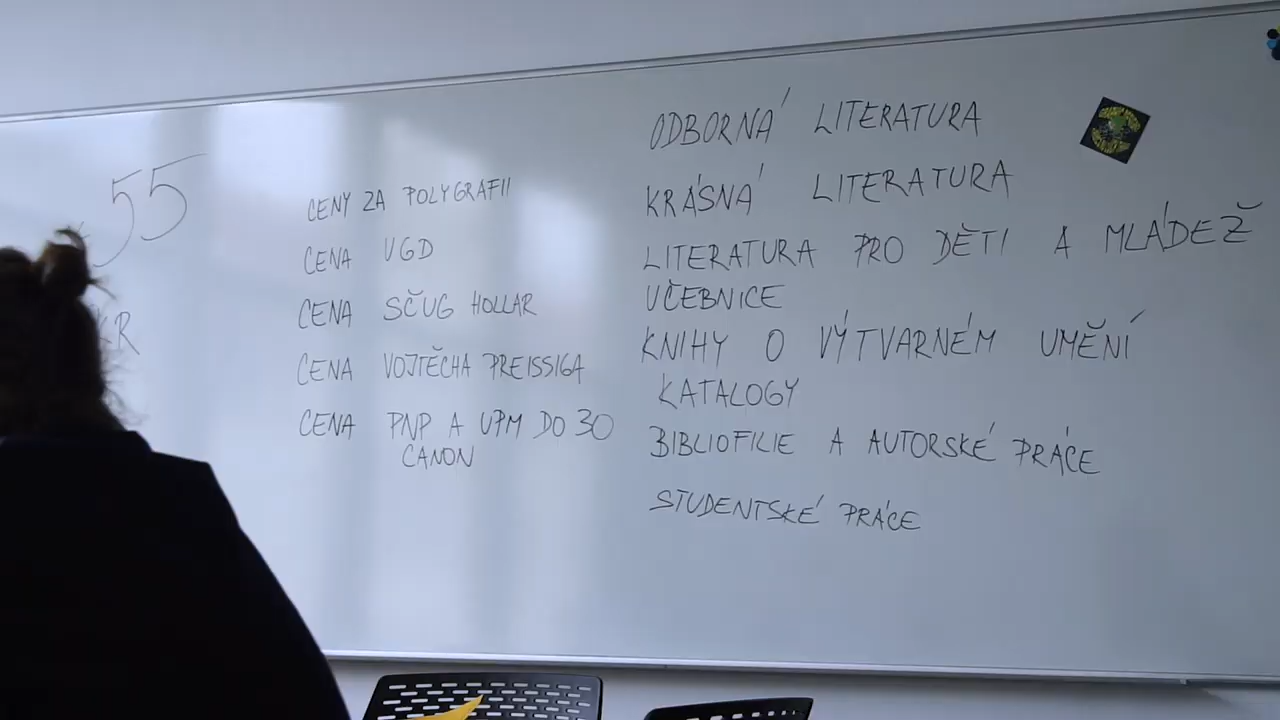 55
KR
CENY ZA POLYGRAFII
CENA UGD
CENA SČUG HOLLAR
CENA VOJTĚCHA PREISSIGA
CENA PNP A UPM DO 30
CANON
ODBORNÁ LITERATURA
KRÁSNÁ LITERATURA
LITERATURA PRO DĚTI A MLÁDEŽ
UČEBNICE
KNIHY O VÝTVARNÉM UMĚNÍ
KATALOGY
BIBLIOFILIE A AUTORSKÉ PRÁCE
STUDENTSKÉ PRÁCE